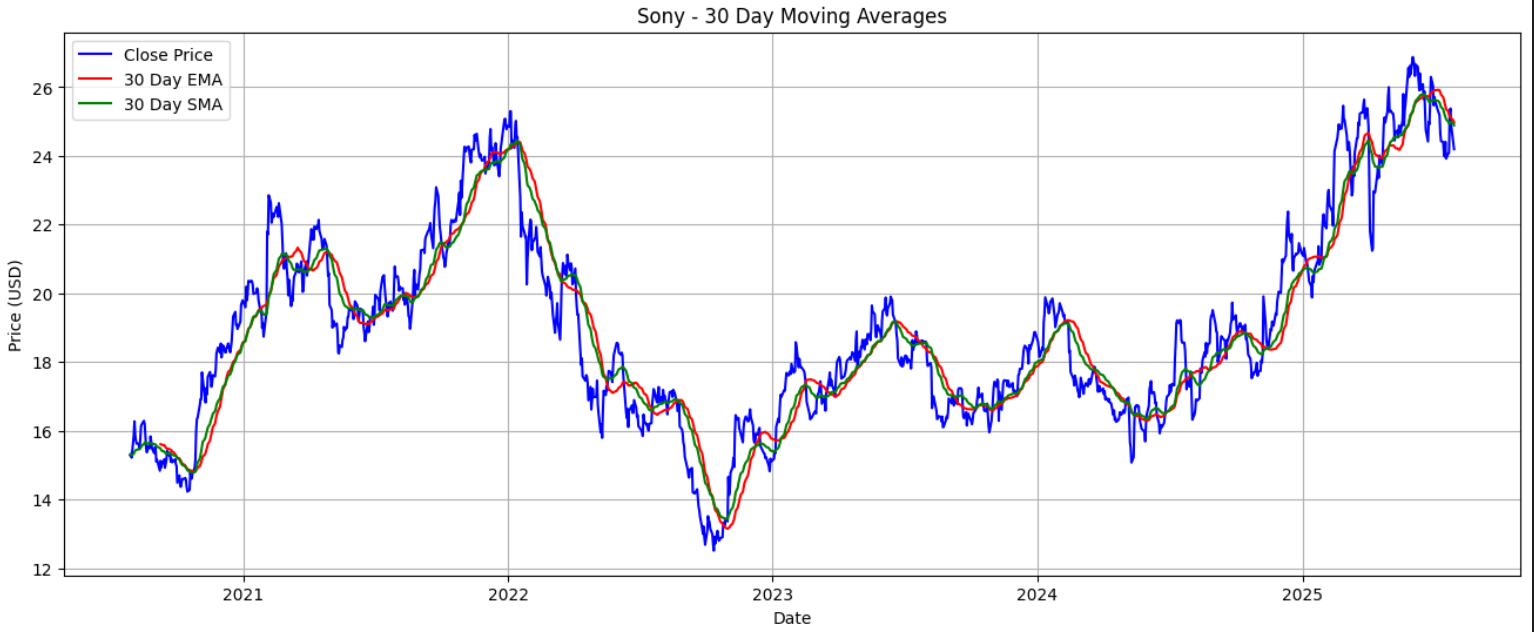 Sony - 30 Day Moving Averages
Close Price
30 Day EMA
30 Day SMA
26
24
22
20
18
16
14
12
Price (USD)
2021
2022
2023
2024
2025
Date